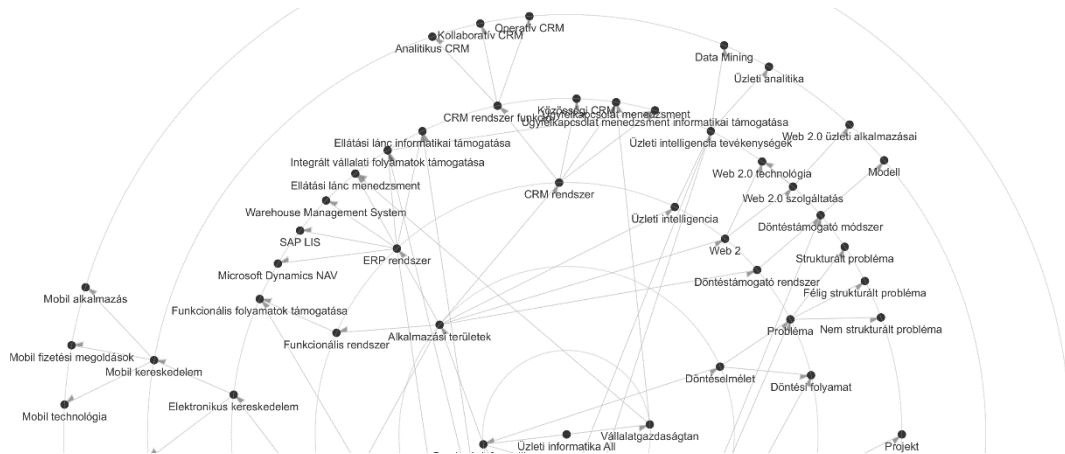 Operatív CRM
Kollaboratív CRM
Analitikus CRM
Data Mining
Üzleti analitika
Közösségi CRM
CRM rendszer funkciói
Ügyfélkapcsolat menedzsment
Ügyfélkapcsolat menedzsment informatikai támogatása
Web 2.0 üzleti alkalmazásai
Ellátási lánc informatikai támogatása
Üzleti intelligencia tevékenységek
Integrált vállalati folyamatok támogatása
Web 2.0 technológia
Modell
Ellátási lánc menedzsment
CRM rendszer
Web 2.0 szolgáltatás
Warehouse Management System
Üzleti intelligencia
Döntéstámogató módszer
SAP LIS
Web 2
Strukturált probléma
ERP rendszer
Microsoft Dynamics NAV
Döntéstámogató rendszer
Félig strukturált probléma
Mobil alkalmazás
Funkcionális folyamatok támogatása
Alkalmazási területek
Probléma
Nem strukturált probléma
Funkcionális rendszer
Mobil fizetési megoldások
Mobil kereskedelem
Döntéselmélet
Döntési folyamat
Elektronikus kereskedelem
Mobil technológia
Vállalatgazdaságtan
Üzleti informatika All
Projekt